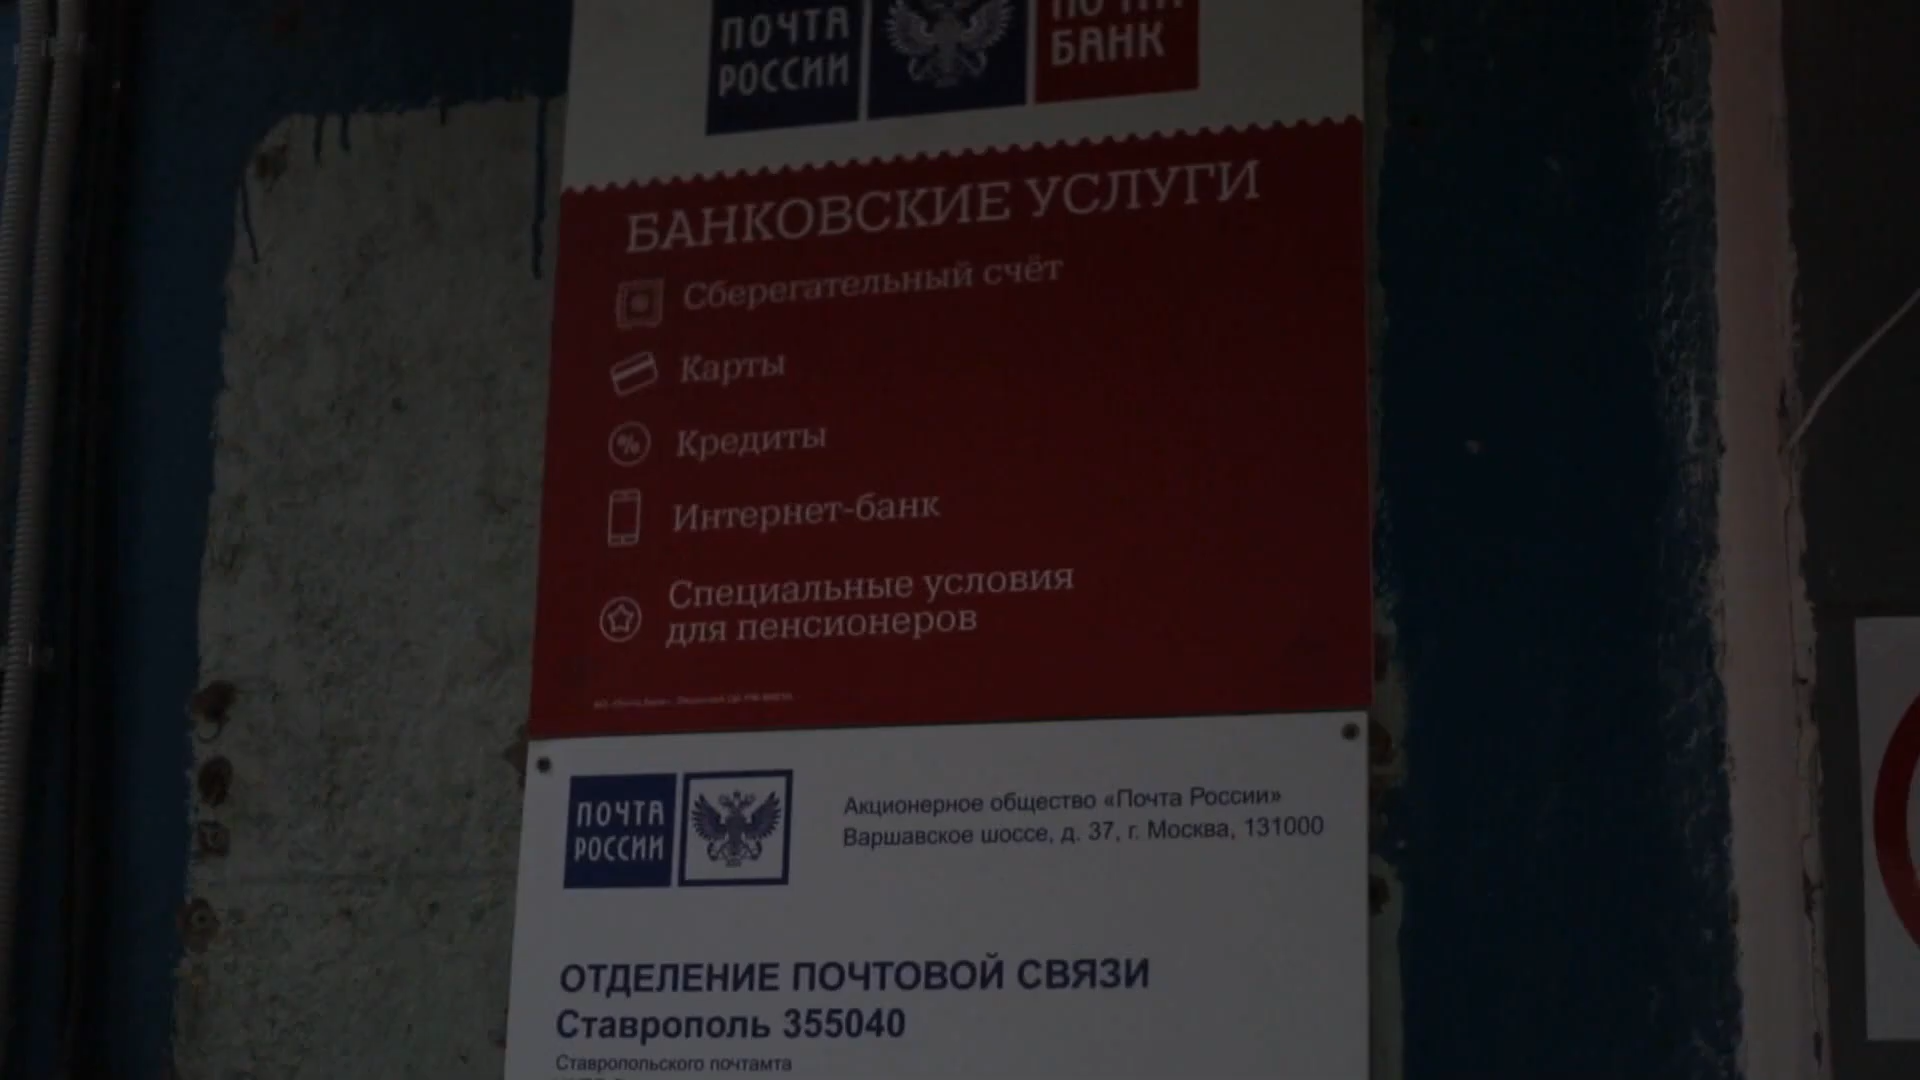 ПОЧТА
РОССИИ
ПОЧТА
БАНК
БАНКОВСКИЕ УСЛУГИ
Сберегательный счёт
Карты
%
Кредиты
Интернет-банк
Специальные условия
для пенсионеров
ПОЧТА
РОССИИ
Акционерное общество «Почта России»
Варшавское шоссе, д. 37, г. Москва, 131000
ОТДЕЛЕНИЕ ПОЧТОВОЙ СВЯЗИ
Ставрополь 355040
Ставропольского почтамта